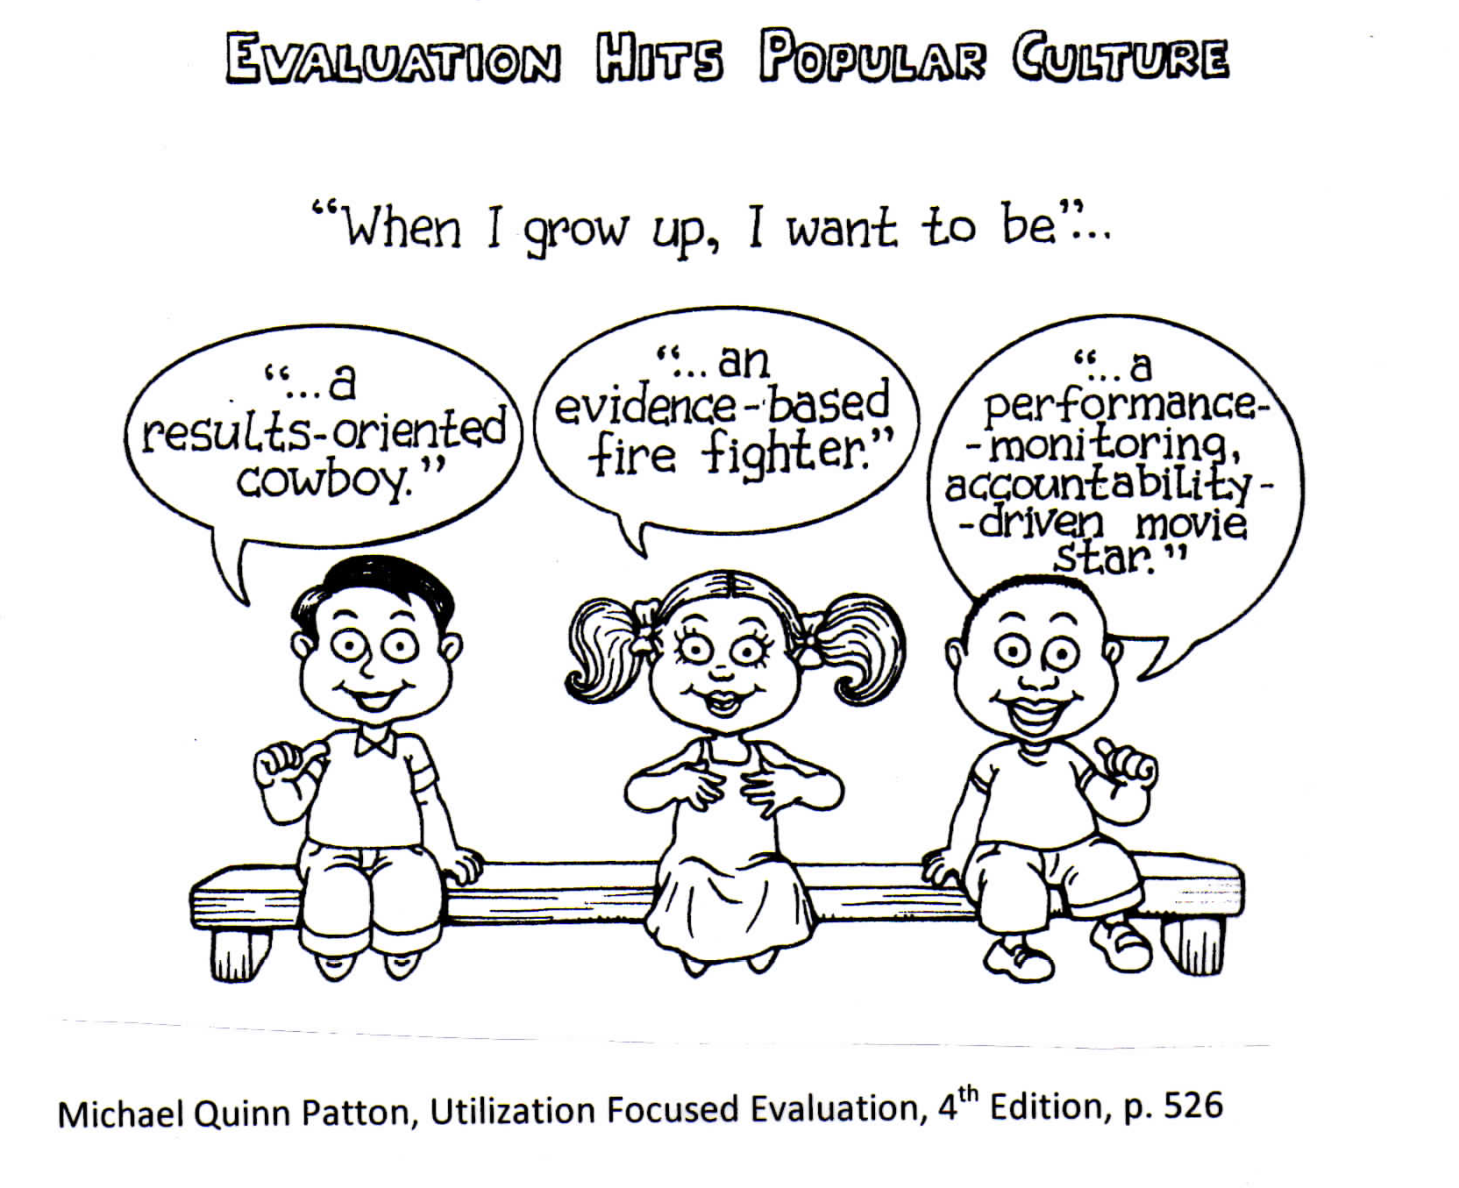 EVALUATION HITS POPULAR CULTURE
“When I grow up, I want to be”...
“...a
results-oriented
cowboy.”
“...an
evidence-based
fire fighter.”
“...a
performance-
-monitoring,
accountability-
-driven movie
star.”
Michael Quinn Patton, Utilization Focused Evaluation, 4th Edition, p. 526